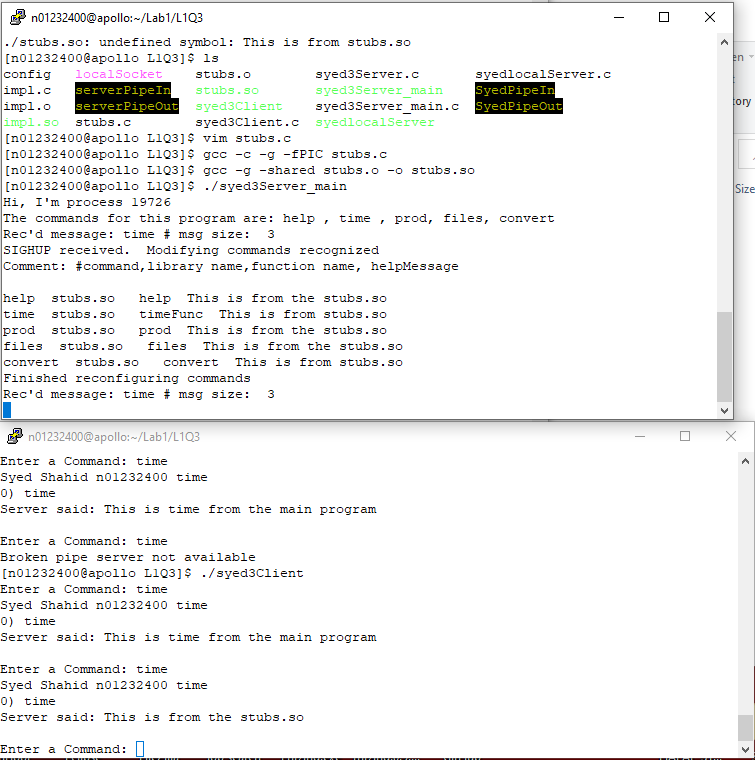 n01232400@apollo:~/Lab1/L1Q3
./stubs.so: undefined symbol: This is from stubs.so
[n01232400@apollo L1Q3]$ ls
config   localSocket    stubs.o        syed3Server.c       syedlocalServer.c
impl.c   serverPipeIn   stubs.so       syed3Server_main    SyedPipeIn
impl.o   serverPipeOut  syed3Client    syed3Server_main.c  SyedPipeOut
impl.so  stubs.c        syed3Client.c  syedlocalServer
[n01232400@apollo L1Q3]$ vim stubs.c
[n01232400@apollo L1Q3]$ gcc -c -g -fPIC stubs.c
[n01232400@apollo L1Q3]$ gcc -g -shared stubs.o -o stubs.so
[n01232400@apollo L1Q3]$ ./syed3Server_main
Hi, I'm process 19726
The commands for this program are: help , time , prod, files, convert
Rec'd message: time # msg size:  3
SIGHUP received.  Modifying commands recognized
Comment: #command,library name,function name, helpMessage
help  stubs.so   help  This is from the stubs.so
time  stubs.so   timeFunc  This is from stubs.so
prod  stubs.so   prod  This is from the stubs.so
files  stubs.so   files  This is from the stubs.so
convert  stubs.so   convert  This is from stubs.so
Finished reconfiguring commands
Rec'd message: time # msg size:  3
en
tory
Size
n01232400@apollo:~/Lab1/L1Q3
Enter a Command: time
Syed Shahid n01232400 time
0) time
Server said: This is time from the main program
Enter a Command: time
Broken pipe server not available
[n01232400@apollo L1Q3]$ ./syed3Client
Enter a Command: time
Syed Shahid n01232400 time
0) time
Server said: This is time from the main program
Enter a Command: time
Syed Shahid n01232400 time
0) time
Server said: This is from the stubs.so
Enter a Command: